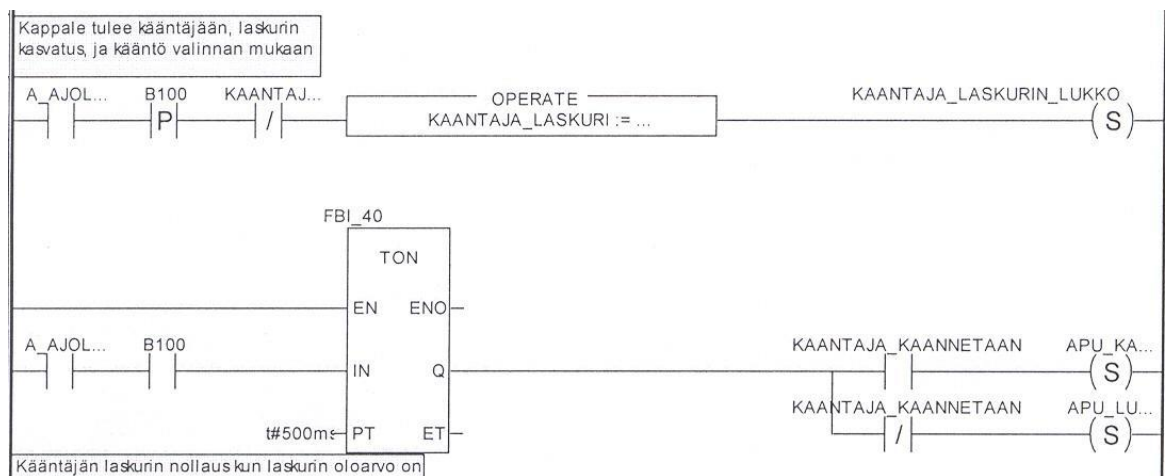 Kappale tulee kääntäjään, laskurin
kasvatus, ja kääntö valinnan mukaan
A_AJOL... B100 KAANTAJ... OPERATE KAANTAJA_LASKURIN_LUKKO
P / KAANTAJA_LASKURI := ... S
FBI_40
TON
EN ENO
A_AJOL... B100 KAANTAJA_KAANNETAAN APU_KA...
IN Q S
KAANTAJA_KAANNETAAN APU_LU...
t#500ms PT ET / S
Kääntäjän laskurin nollaus kun laskurin oloarvo on